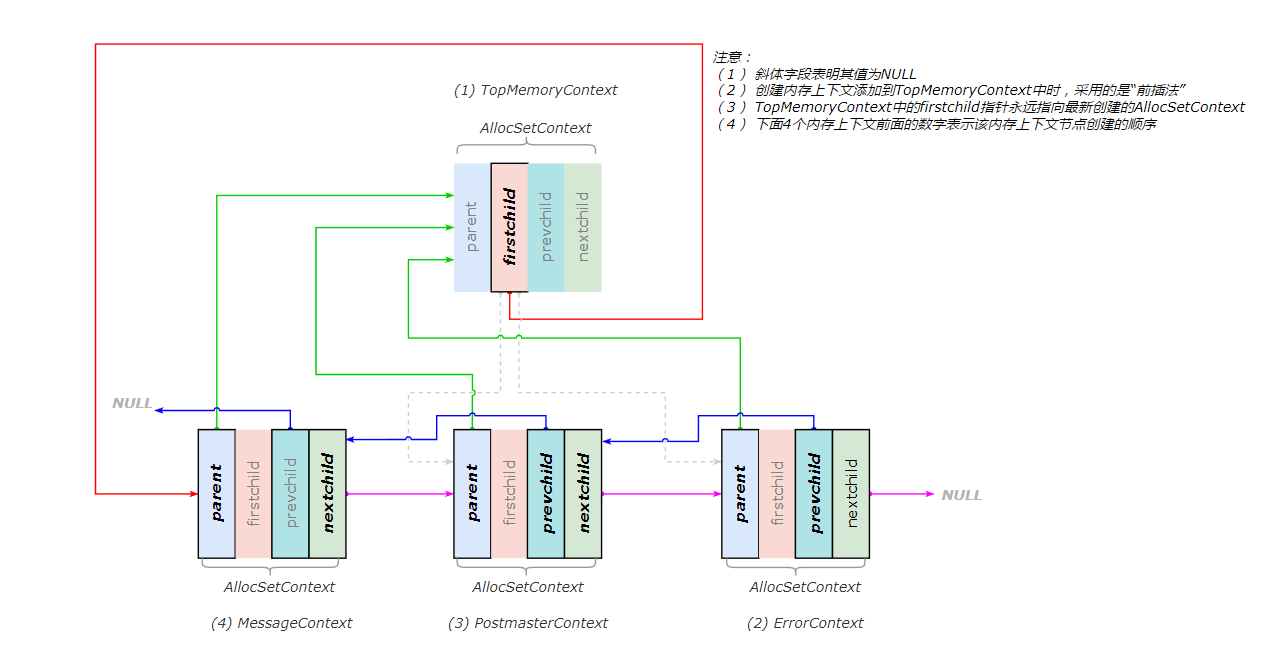 注意：
（1） 斜体字段表明其值为NULL
（2） 创建内存上下文添加到TopMemoryContext中时，采用的是“前插法”
（3） TopMemoryContext中的firstchild指针永远指向最新创建的AllocSetContext
（4） 下面4个内存上下文前面的数字表示该内存上下文节点创建的顺序
(1) TopMemoryContext
AllocSetContext
parent
firstchild
prevchild
nextchild
NULL
parent
firstchild
prevchild
nextchild
parent
firstchild
prevchild
nextchild
parent
firstchild
prevchild
nextchild
NULL
AllocSetContext
AllocSetContext
AllocSetContext
(4) MessageContext
(3) PostmasterContext
(2) ErrorContext